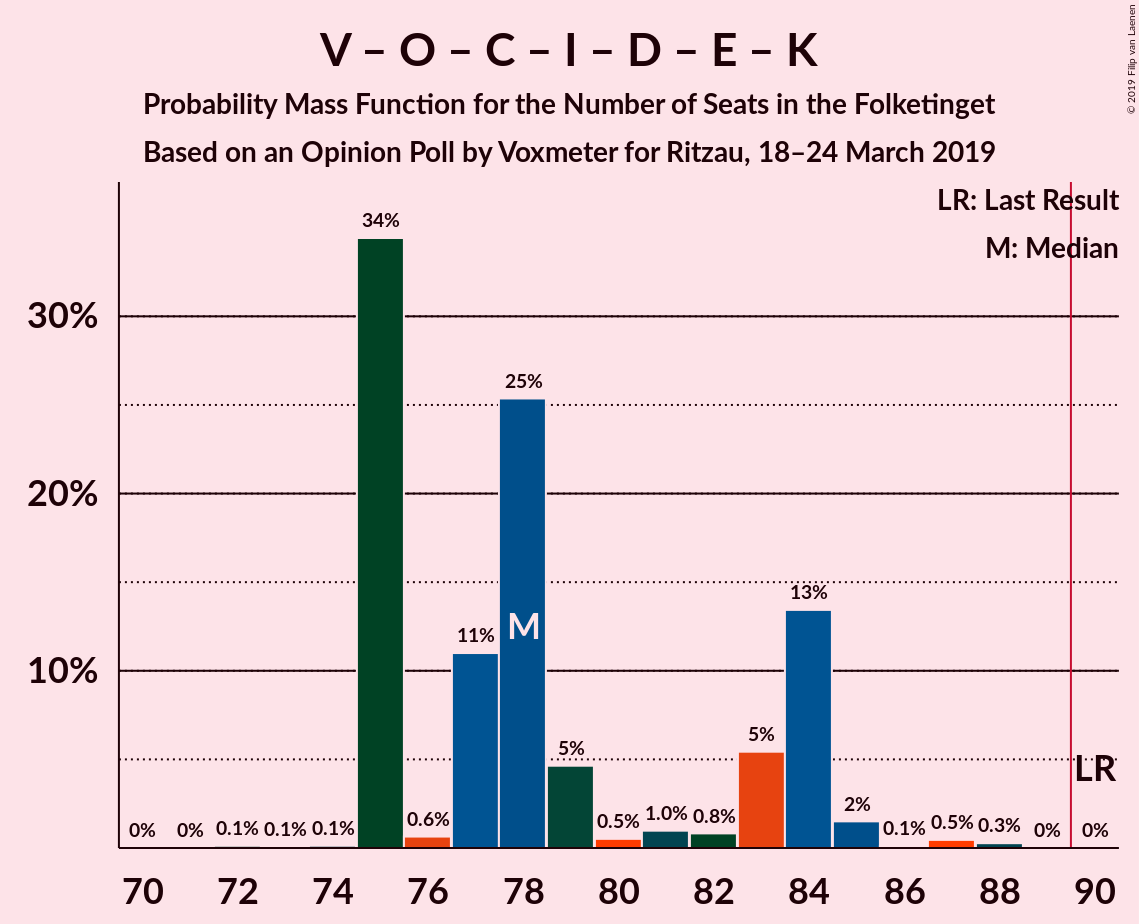 V – O – C – I – D – E – K
Probability Mass Function for the Number of Seats in the Folketinget
Based on an Opinion Poll by Voxmeter for Ritzau, 18–24 March 2019
© 2019 Filip van Laenen
LR: Last Result
M: Median
34%
30%
25%
20%
13%
M
11%
10%
5%
5%
LR
2%
0% 0% 0.1% 0.1% 0.1% 0.6% 0.5% 1.0% 0.8% 0.1% 0.5% 0.3% 0% 0%
70 72 74 76 78 80 82 84 86 88 90